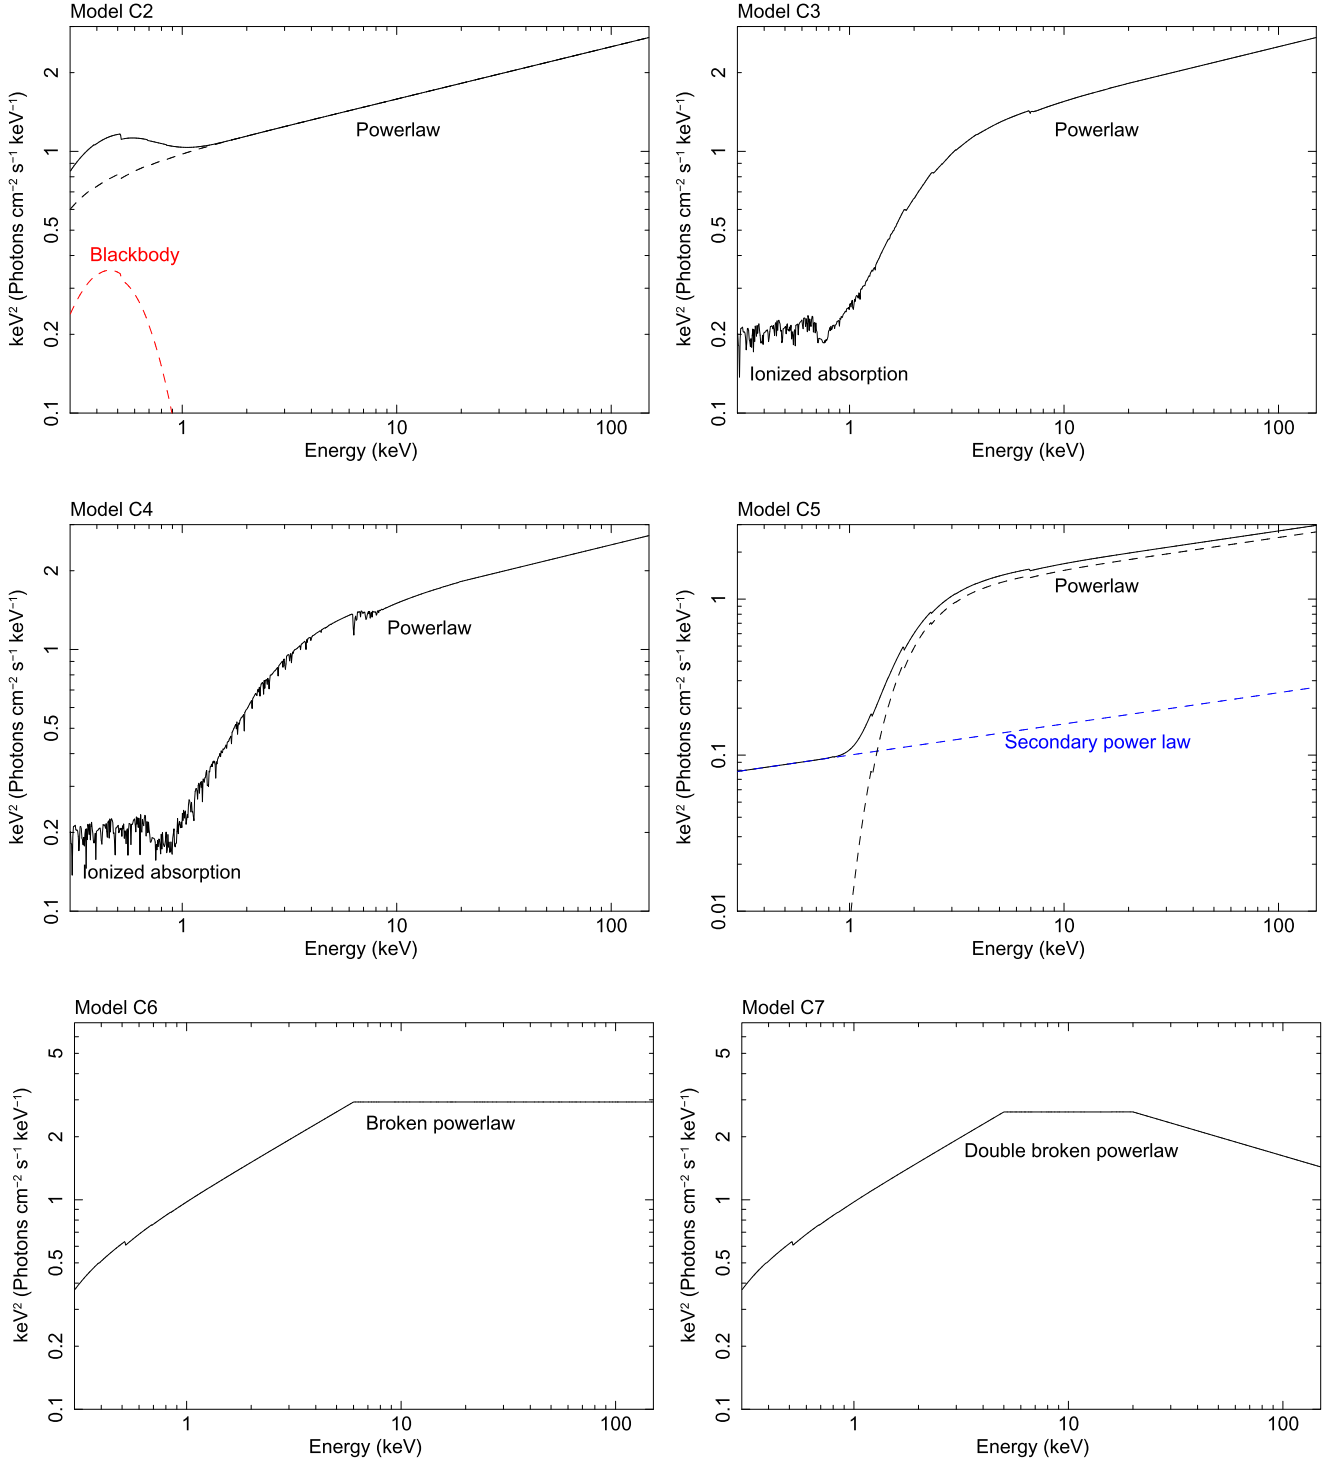 Model C2
keV² (Photons cm⁻² s⁻¹ keV⁻¹)
2
1
0.5
0.2
0.1
Powerlaw
Blackbody
1 10 100
Energy (keV)
Model C3
keV² (Photons cm⁻² s⁻¹ keV⁻¹)
2
1
0.5
0.2
0.1
Powerlaw
Ionized absorption
1 10 100
Energy (keV)
Model C4
keV² (Photons cm⁻² s⁻¹ keV⁻¹)
2
1
0.5
0.2
0.1
Powerlaw
Ionized absorption
1 10 100
Energy (keV)
Model C5
keV² (Photons cm⁻² s⁻¹ keV⁻¹)
1
0.1
0.01
Powerlaw
Secondary power law
1 10 100
Energy (keV)
Model C6
keV² (Photons cm⁻² s⁻¹ keV⁻¹)
5
2
1
0.5
0.2
0.1
Broken powerlaw
1 10 100
Energy (keV)
Model C7
keV² (Photons cm⁻² s⁻¹ keV⁻¹)
5
2
1
0.5
0.2
0.1
Double broken powerlaw
1 10 100
Energy (keV)